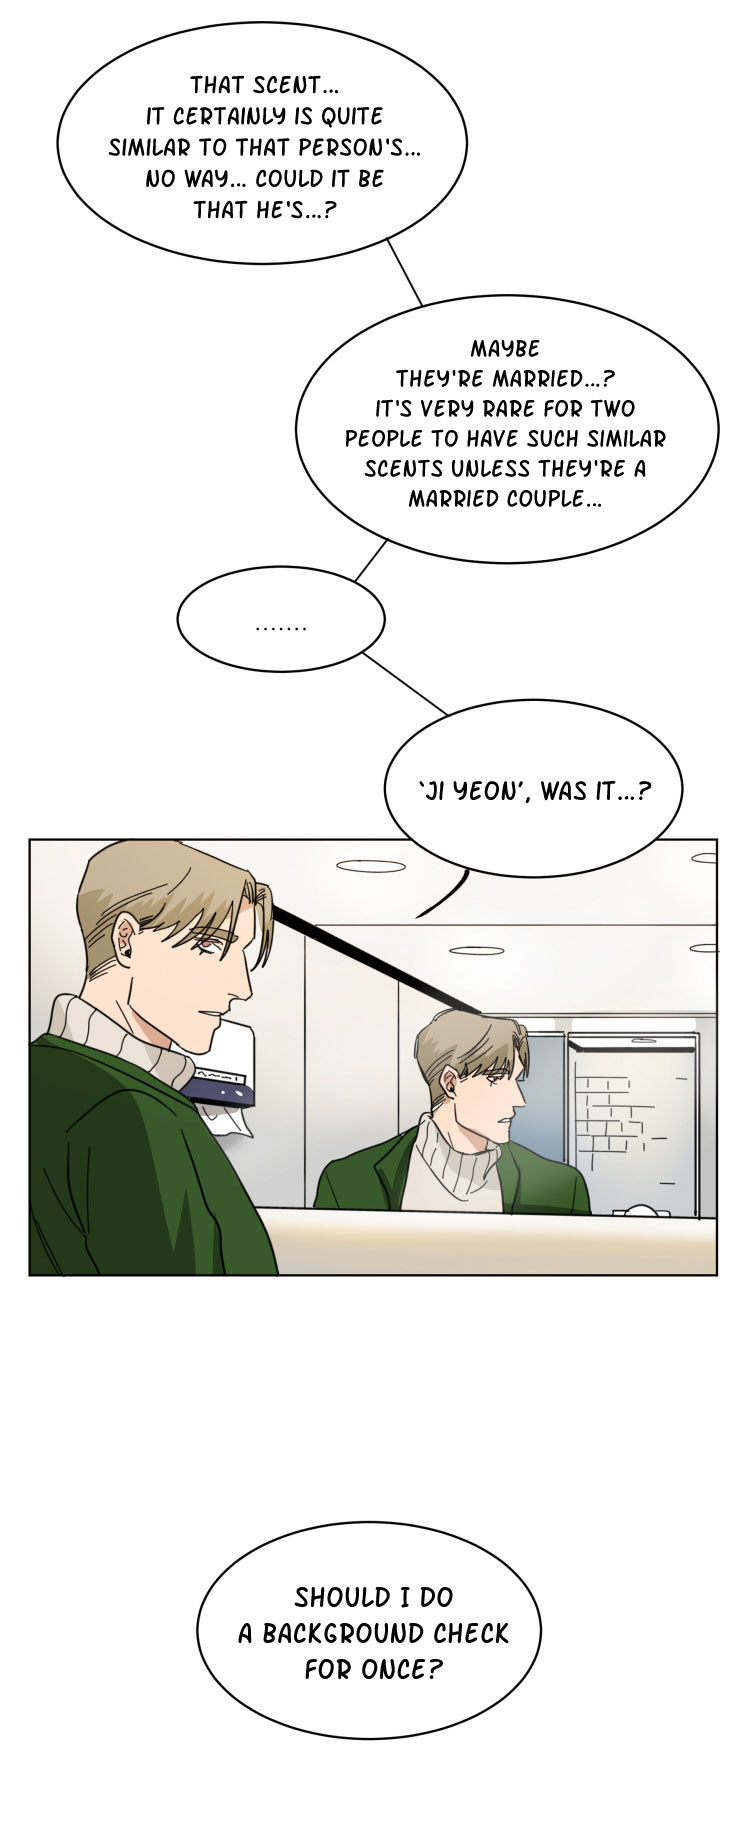 THAT SCENT...
IT CERTAINLY IS QUITE
SIMILAR TO THAT PERSON'S...
NO WAY... COULD IT BE
THAT HE'S...?
MAYBE
THEY'RE MARRIED...?
IT'S VERY RARE FOR TWO
PEOPLE TO HAVE SUCH SIMILAR
SCENTS UNLESS THEY'RE A
MARRIED COUPLE...
.......
‘JI YEON’, WAS IT...?
SHOULD I DO
A BACKGROUND CHECK
FOR ONCE?